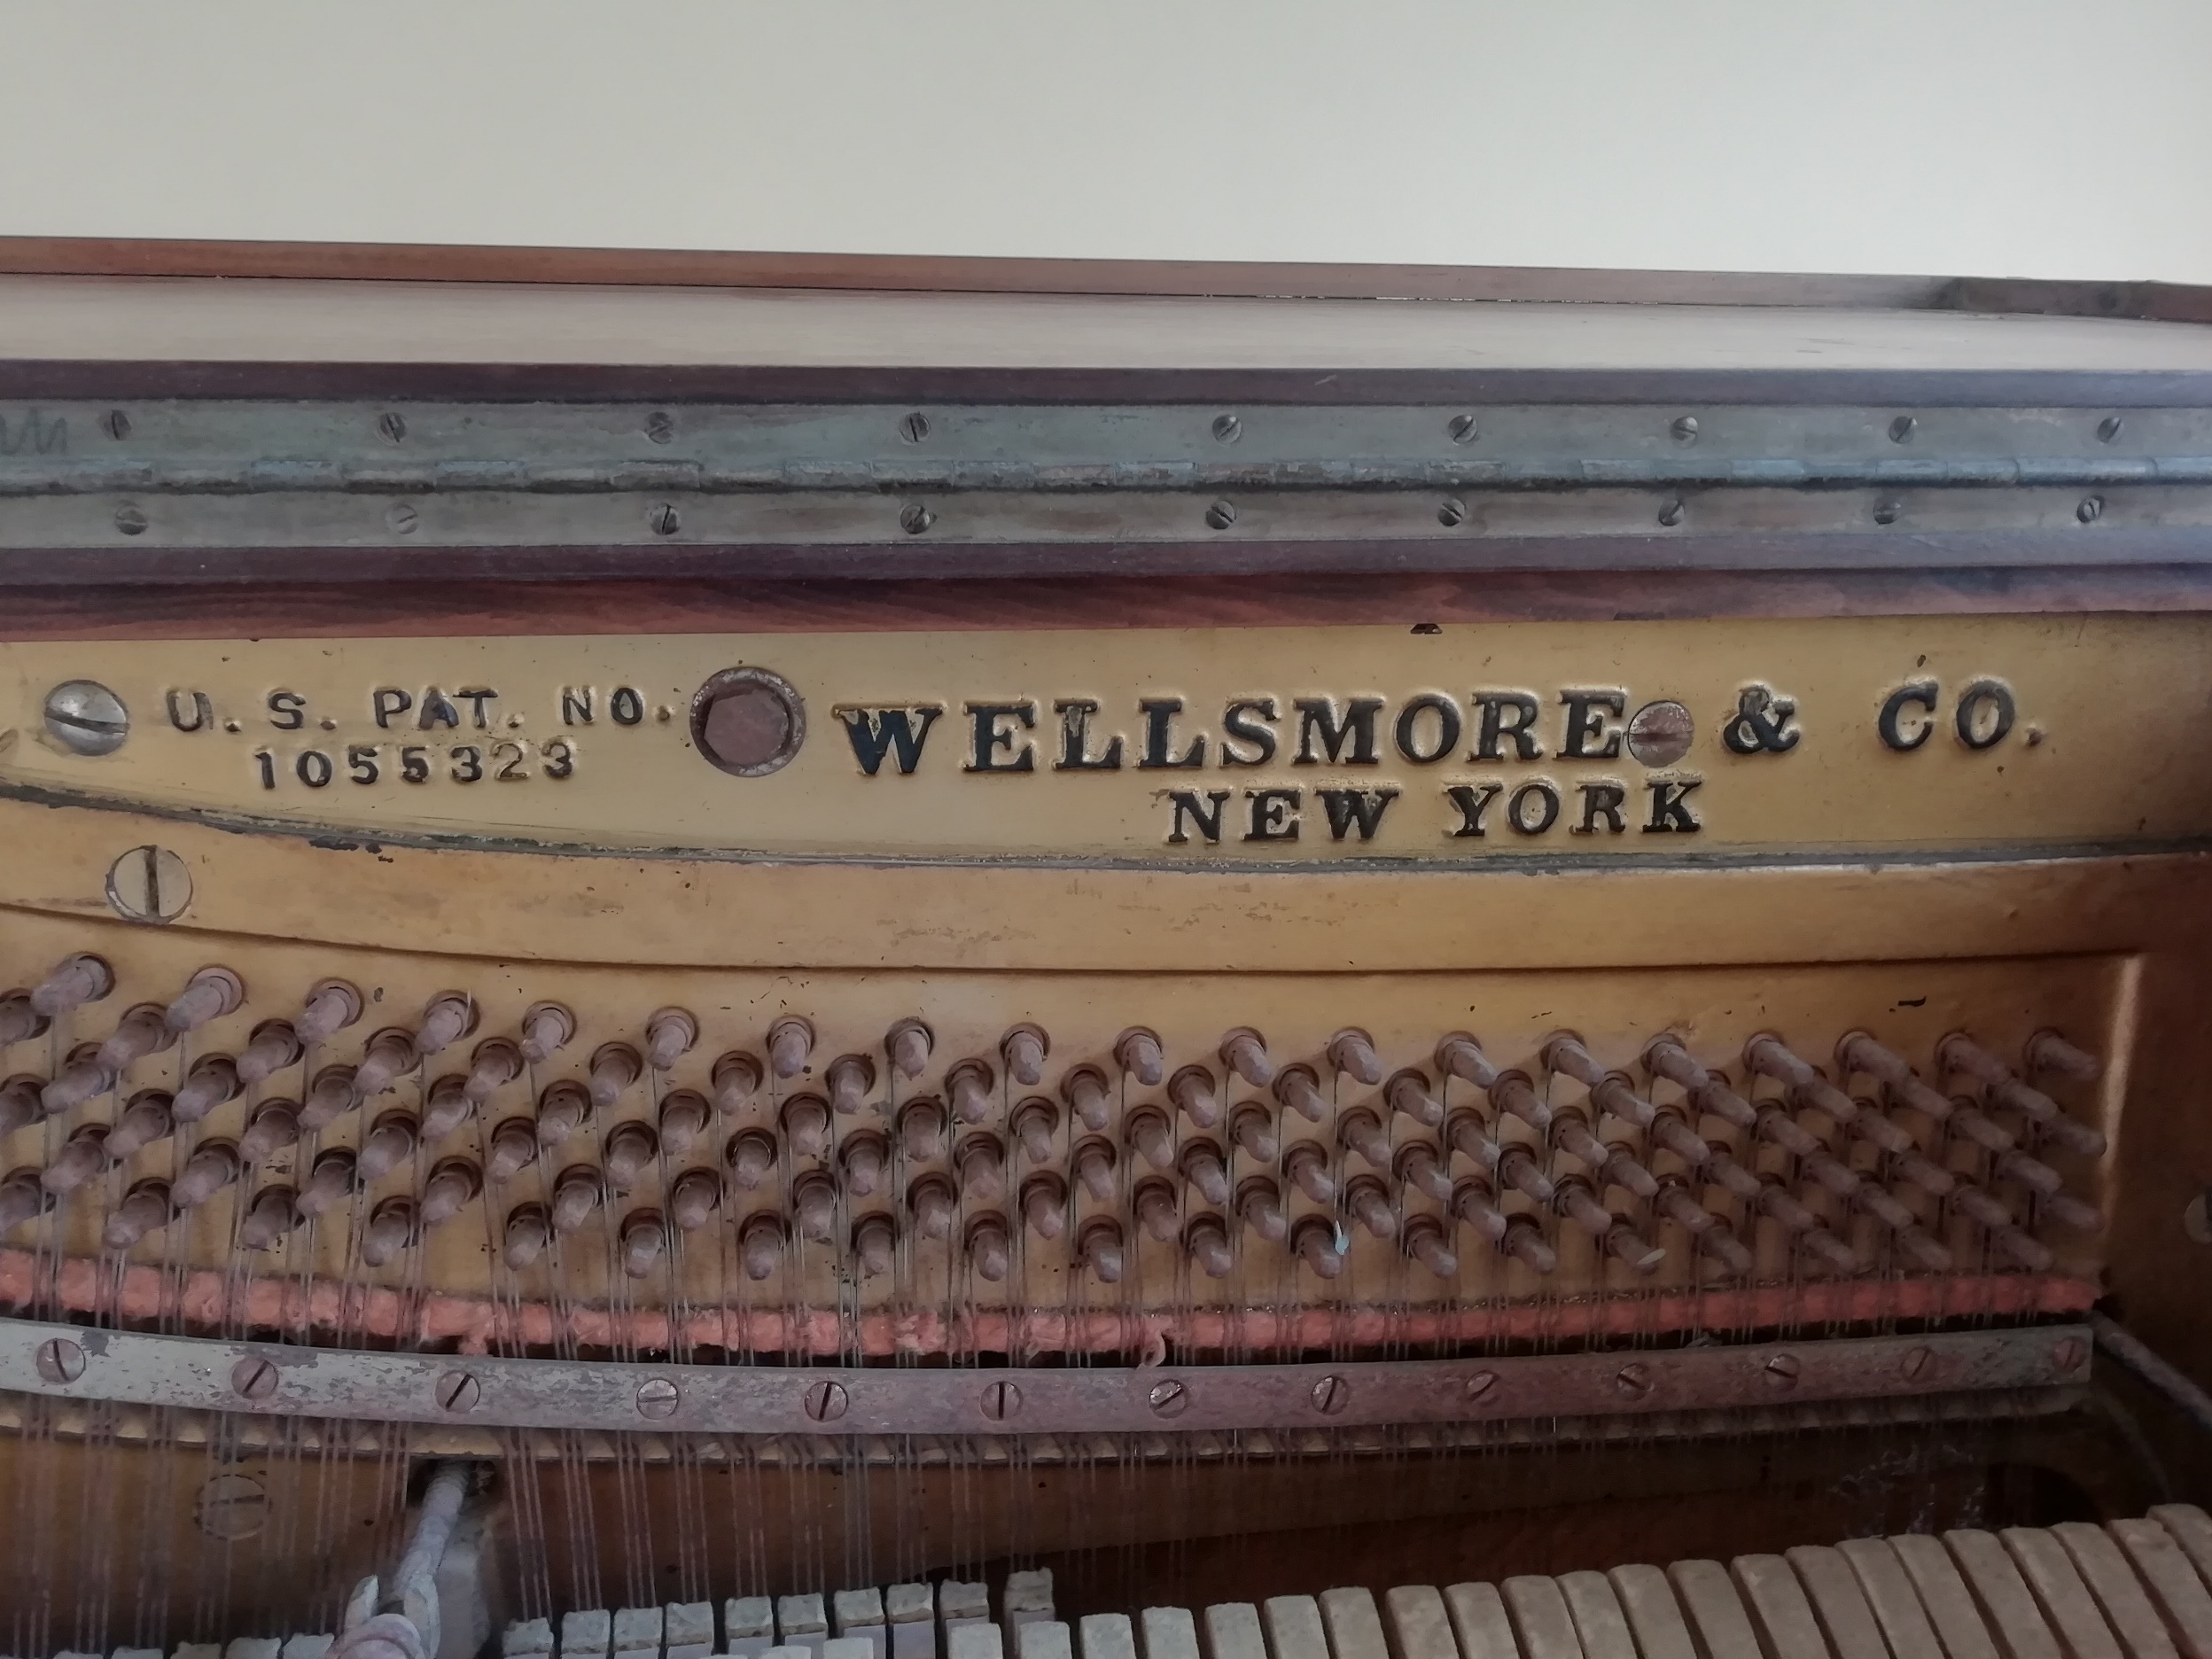 U. S. PAT. NO.
1055323
WELLSMORE & CO.
NEW YORK